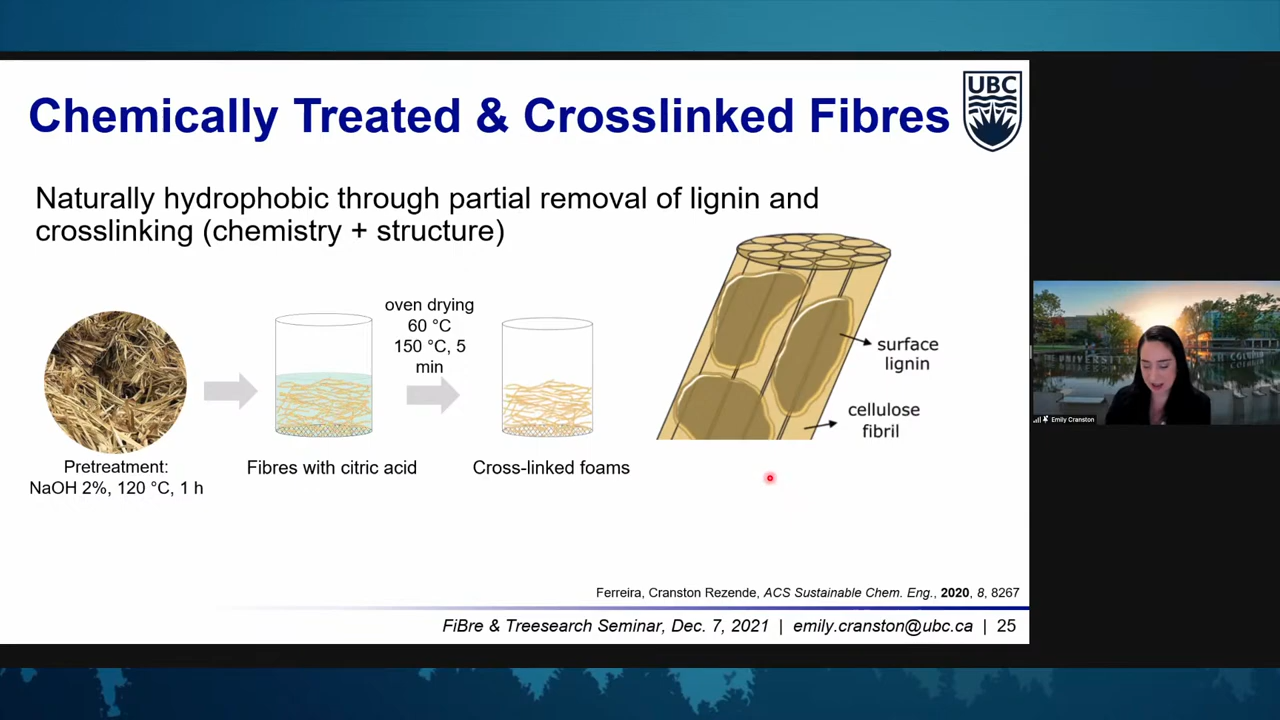 Chemically Treated & Crosslinked Fibres
UBC
Naturally hydrophobic through partial removal of lignin and
crosslinking (chemistry + structure)
oven drying
60 °C
150 °C, 5
min
surface
lignin
cellulose
fibril
Pretreatment:
NaOH 2%, 120 °C, 1 h
Fibres with citric acid
Cross-linked foams
Emily Cranston
Ferreira, Cranston Rezende, ACS Sustainable Chem. Eng., 2020, 8, 8267
FiBre & Treesearch Seminar, Dec. 7, 2021 | emily.cranston@ubc.ca | 25